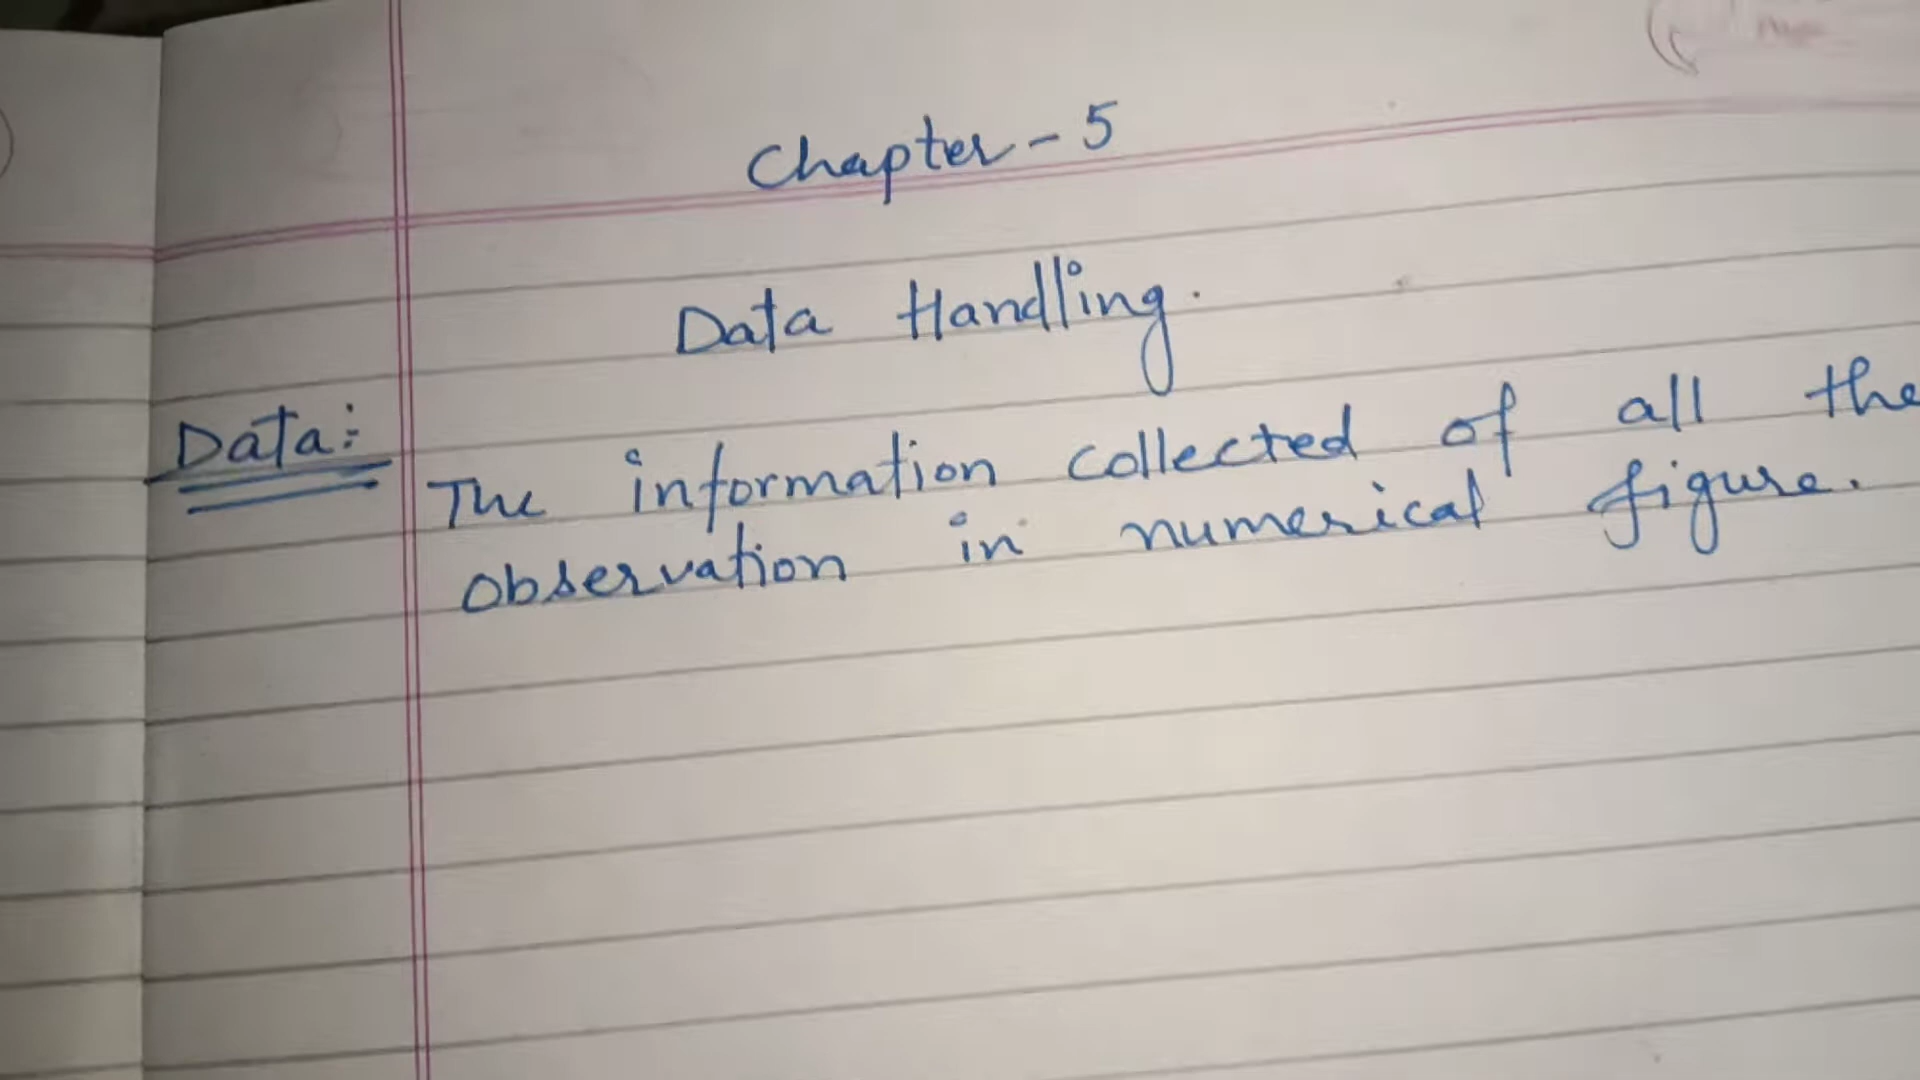 Chapter - 5
Data Handling.
Data:
The information collected of all the
observation in numerical figure.